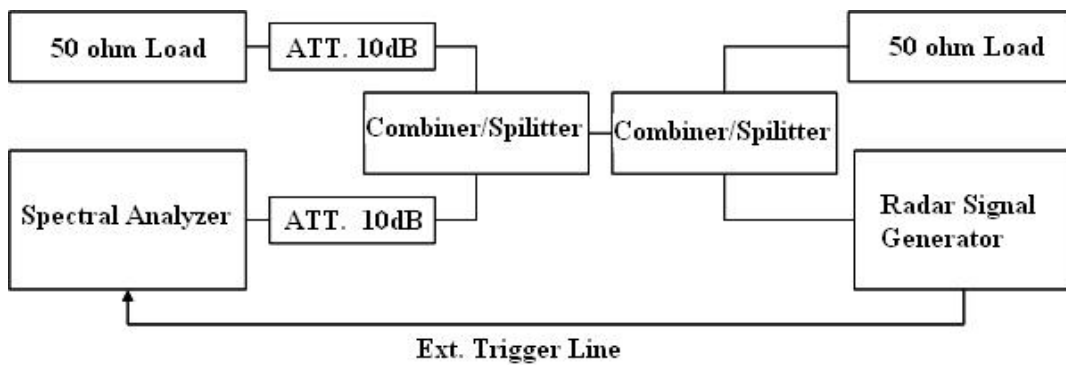 50 ohm Load
ATT. 10dB
50 ohm Load
Combiner/Spilitter
Combiner/Spilitter
Spectral Analyzer
ATT. 10dB
Radar Signal
Generator
Ext. Trigger Line